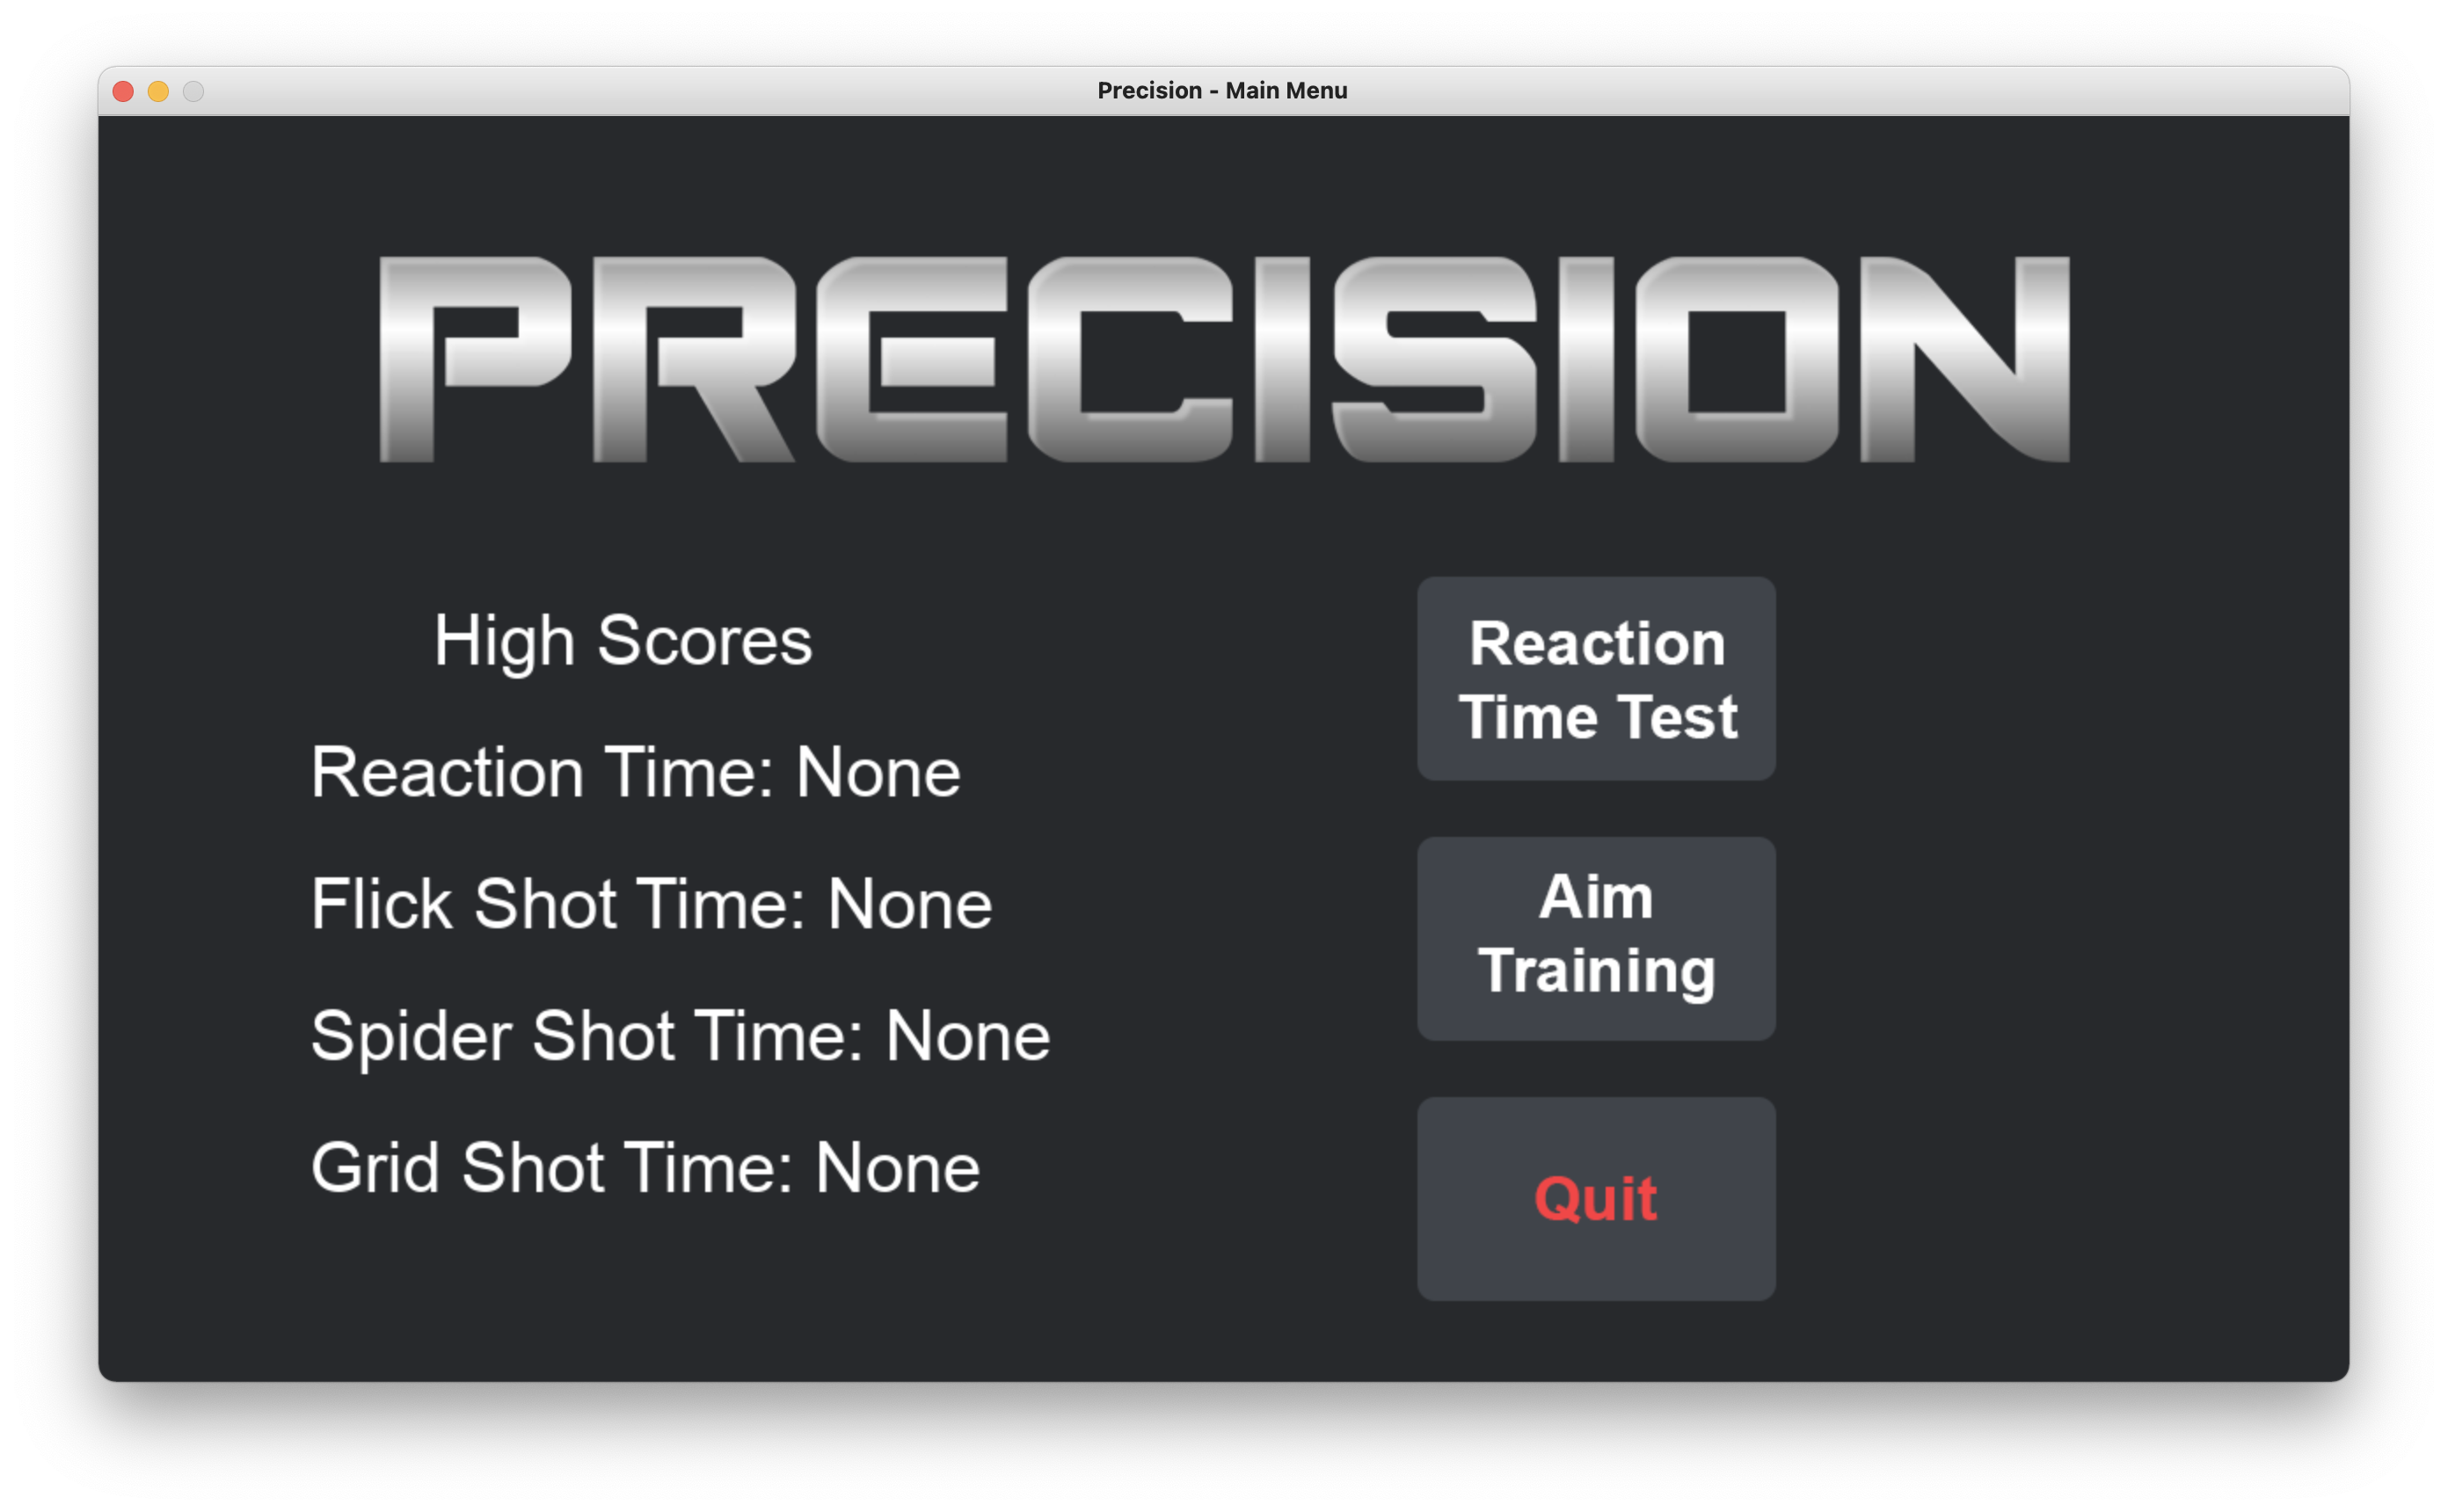 Precision - Main Menu
PRECISION
High Scores
Reaction Time: None
Flick Shot Time: None
Spider Shot Time: None
Grid Shot Time: None
Reaction
Time Test
Aim
Training
Quit